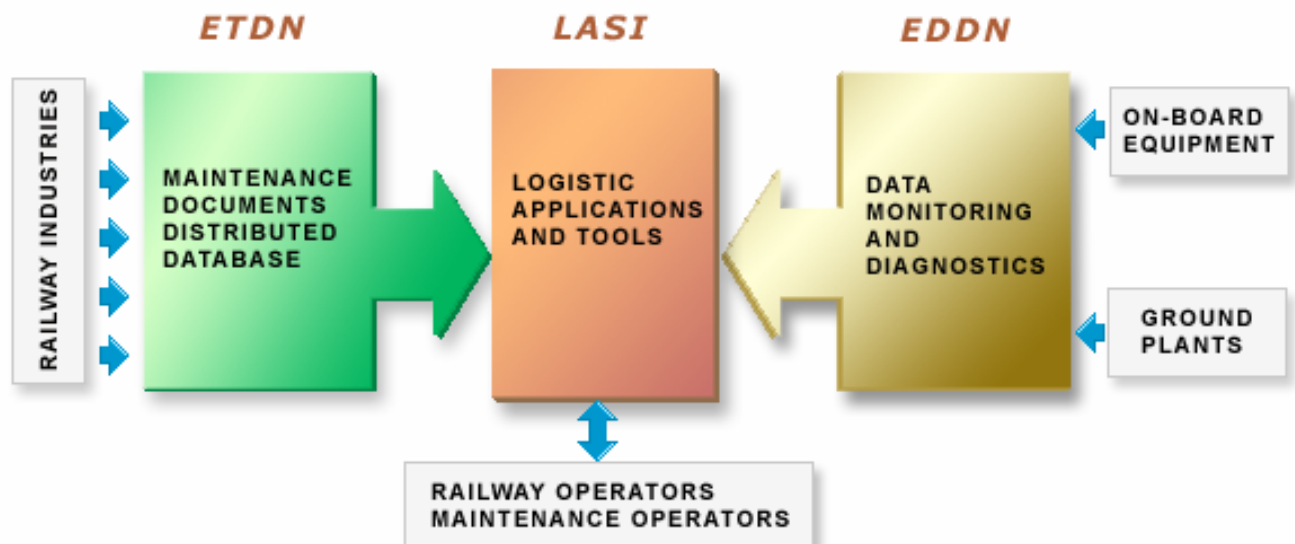 ETDN
LASI
EDDN
RAILWAY INDUSTRIES
MAINTENANCE
DOCUMENTS
DISTRIBUTED
DATABASE
LOGISTIC
APPLICATIONS
AND TOOLS
DATA
MONITORING
AND
DIAGNOSTICS
ON-BOARD
EQUIPMENT
GROUND
PLANTS
RAILWAY OPERATORS
MAINTENANCE OPERATORS